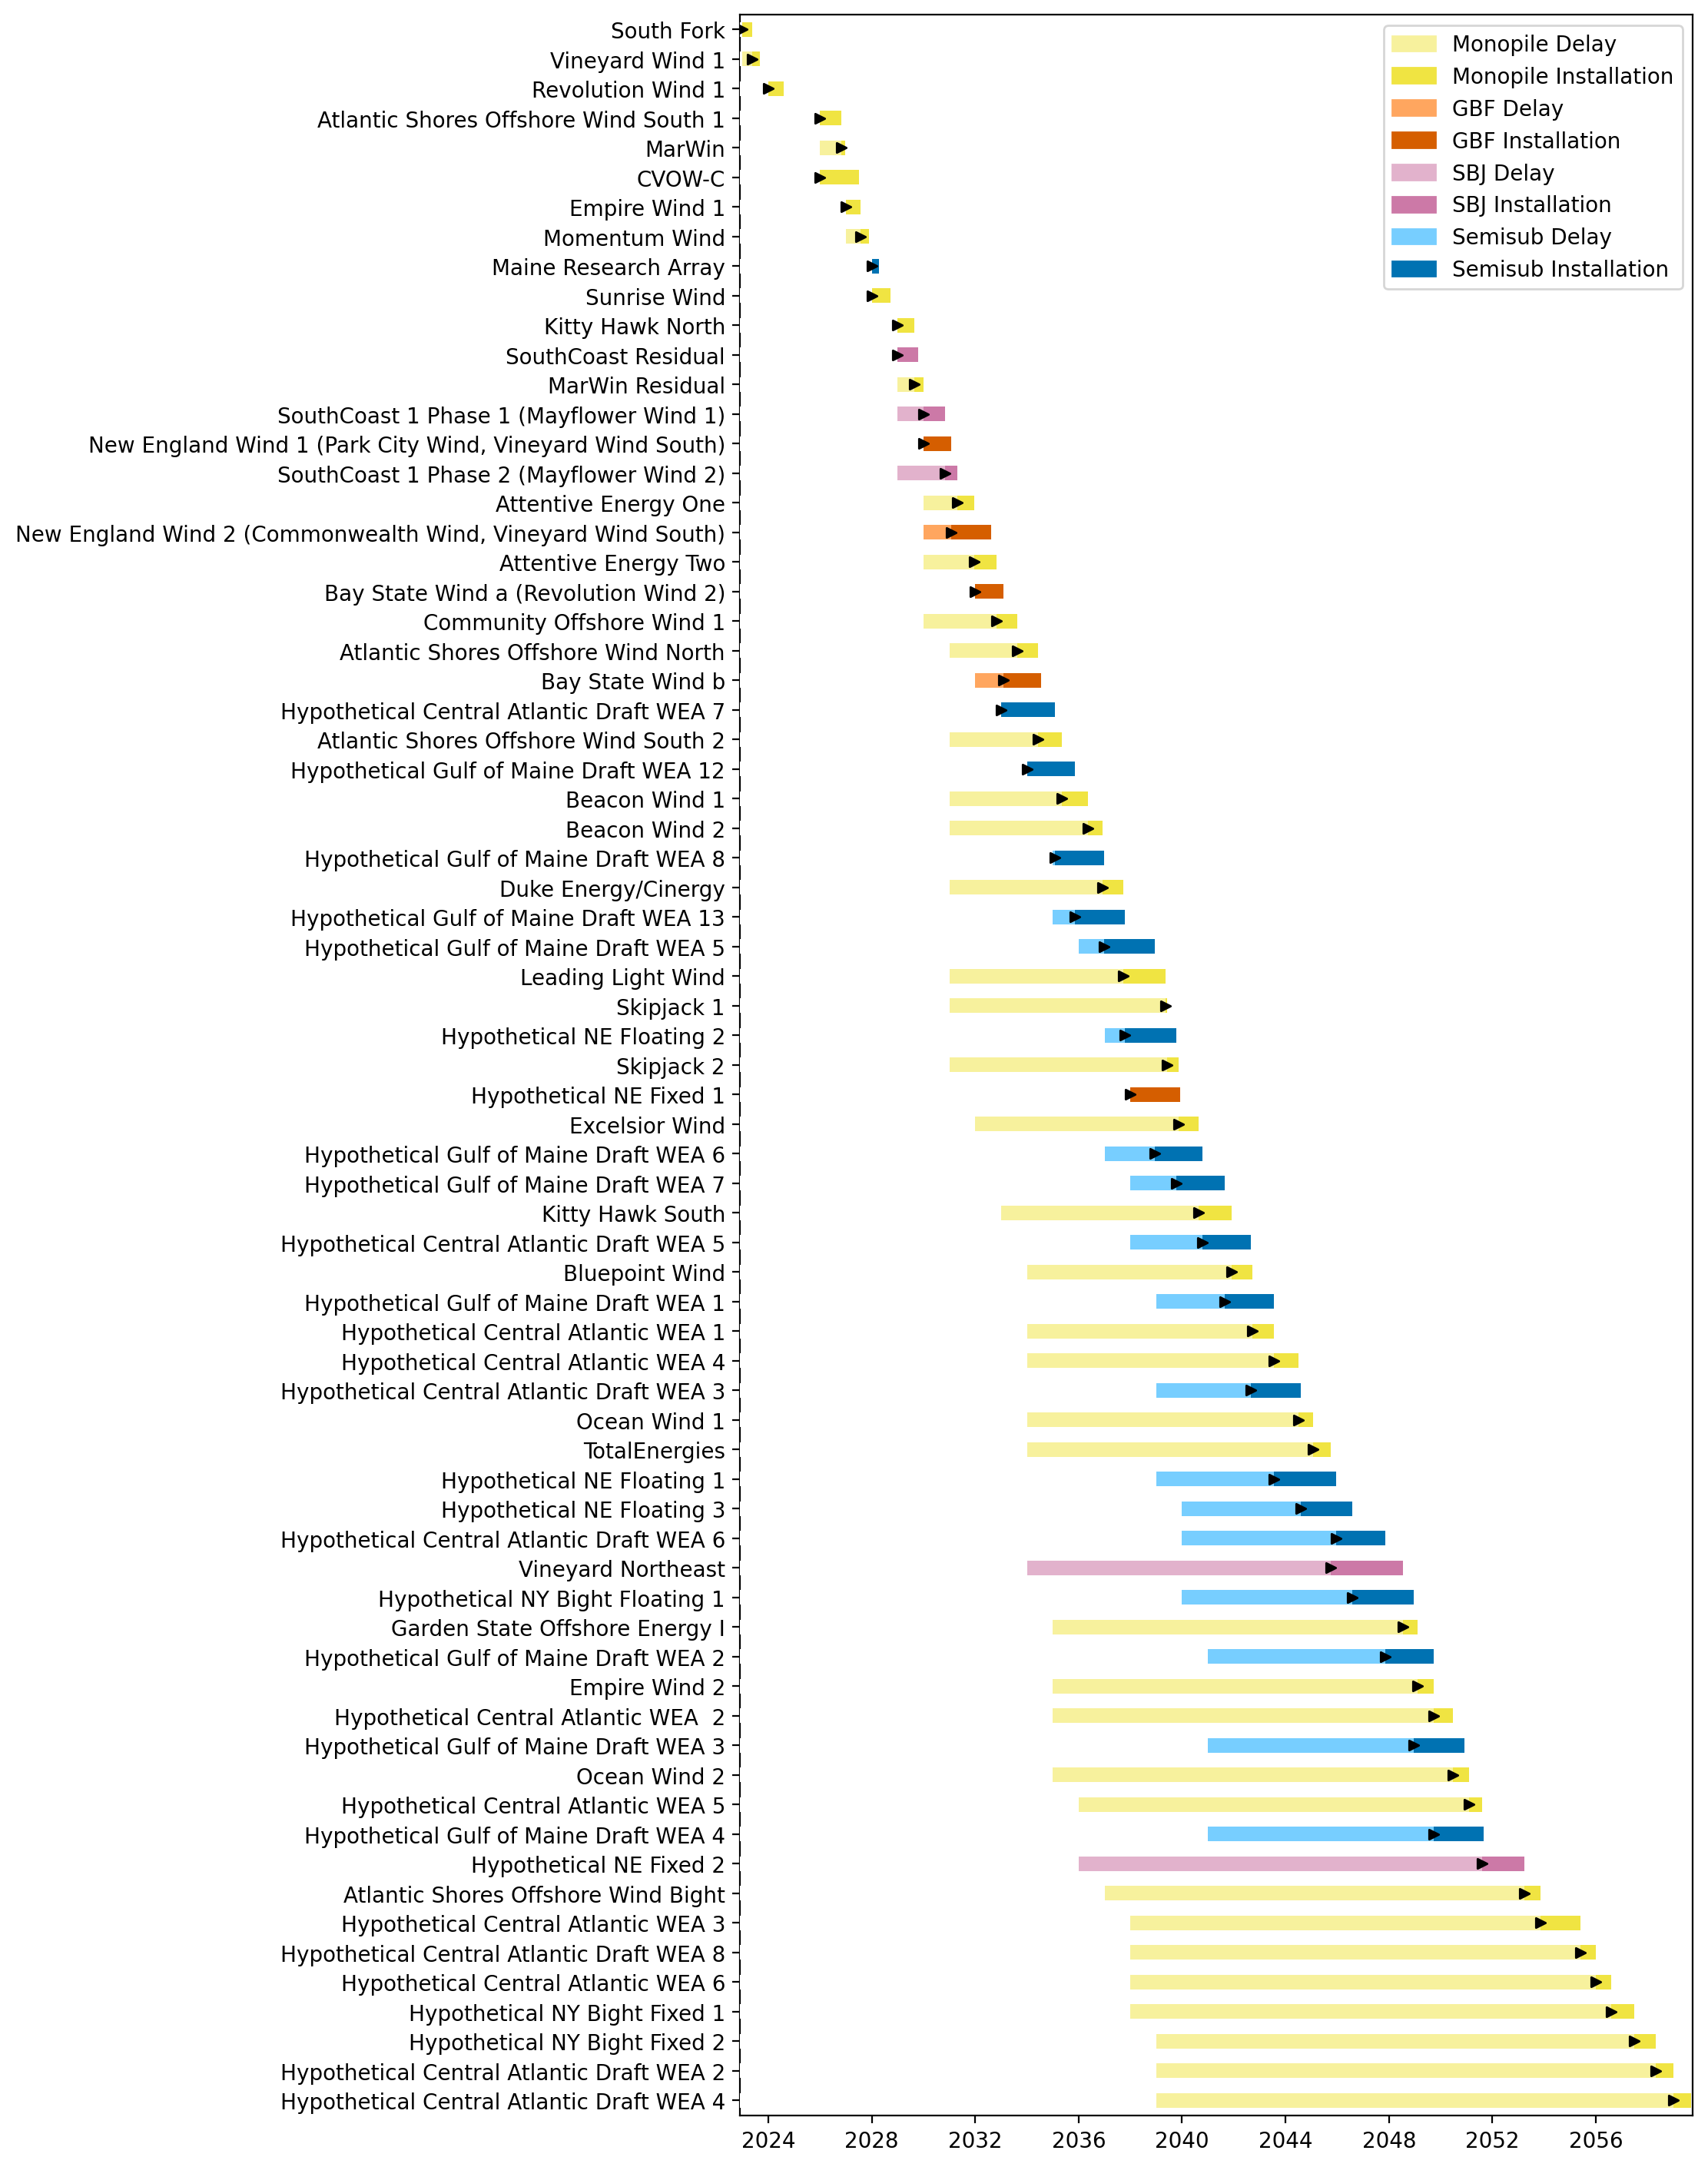 South Fork
Vineyard Wind 1
Revolution Wind 1
Atlantic Shores Offshore Wind South 1
MarWin
CVOW-C
Empire Wind 1
Momentum Wind
Maine Research Array
Sunrise Wind
Kitty Hawk North
SouthCoast Residual
MarWin Residual
SouthCoast 1 Phase 1 (Mayflower Wind 1)
New England Wind 1 (Park City Wind, Vineyard Wind South)
SouthCoast 1 Phase 2 (Mayflower Wind 2)
Attentive Energy One
New England Wind 2 (Commonwealth Wind, Vineyard Wind South)
Attentive Energy Two
Bay State Wind a (Revolution Wind 2)
Community Offshore Wind 1
Atlantic Shores Offshore Wind North
Bay State Wind b
Hypothetical Central Atlantic Draft WEA 7
Atlantic Shores Offshore Wind South 2
Hypothetical Gulf of Maine Draft WEA 12
Beacon Wind 1
Beacon Wind 2
Hypothetical Gulf of Maine Draft WEA 8
Duke Energy/Cinergy
Hypothetical Gulf of Maine Draft WEA 13
Hypothetical Gulf of Maine Draft WEA 5
Leading Light Wind
Skipjack 1
Hypothetical NE Floating 2
Skipjack 2
Hypothetical NE Fixed 1
Excelsior Wind
Hypothetical Gulf of Maine Draft WEA 6
Hypothetical Gulf of Maine Draft WEA 7
Kitty Hawk South
Hypothetical Central Atlantic Draft WEA 5
Bluepoint Wind
Hypothetical Gulf of Maine Draft WEA 1
Hypothetical Central Atlantic WEA 1
Hypothetical Central Atlantic WEA 4
Hypothetical Central Atlantic Draft WEA 3
Ocean Wind 1
TotalEnergies
Hypothetical NE Floating 1
Hypothetical NE Floating 3
Hypothetical Central Atlantic Draft WEA 6
Vineyard Northeast
Hypothetical NY Bight Floating 1
Garden State Offshore Energy I
Hypothetical Gulf of Maine Draft WEA 2
Empire Wind 2
Hypothetical Central Atlantic WEA  2
Hypothetical Gulf of Maine Draft WEA 3
Ocean Wind 2
Hypothetical Central Atlantic WEA 5
Hypothetical Gulf of Maine Draft WEA 4
Hypothetical NE Fixed 2
Atlantic Shores Offshore Wind Bight
Hypothetical Central Atlantic WEA 3
Hypothetical Central Atlantic Draft WEA 8
Hypothetical Central Atlantic WEA 6
Hypothetical NY Bight Fixed 1
Hypothetical NY Bight Fixed 2
Hypothetical Central Atlantic Draft WEA 2
Hypothetical Central Atlantic Draft WEA 4
Monopile Delay
Monopile Installation
GBF Delay
GBF Installation
SBJ Delay
SBJ Installation
Semisub Delay
Semisub Installation
2024 2028 2032 2036 2040 2044 2048 2052 2056